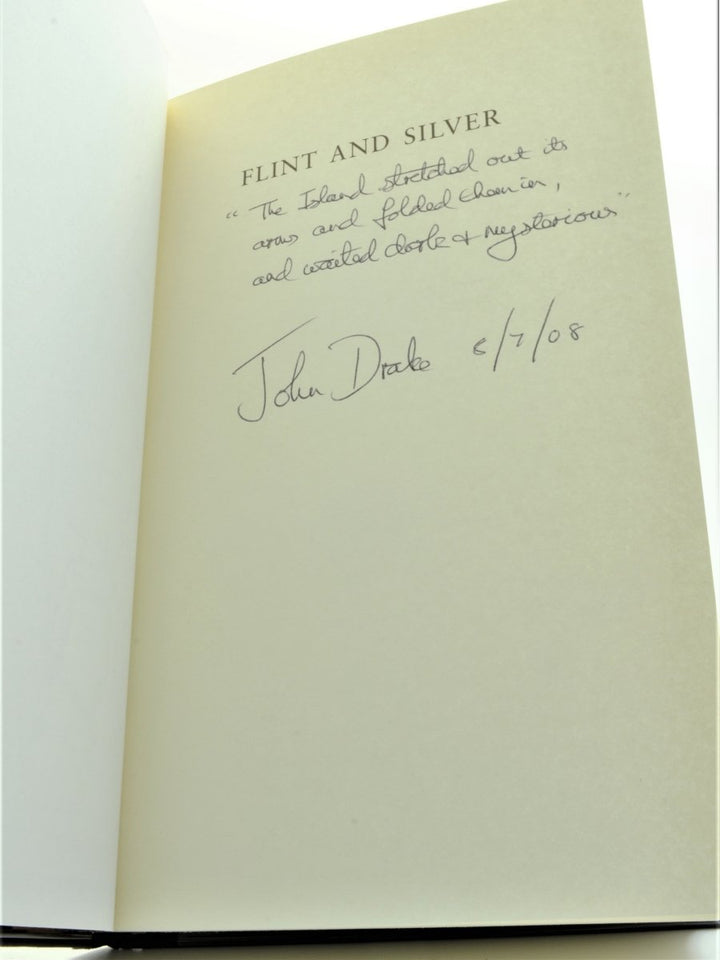 FLINT AND SILVER
“ The Island stretched out its
arms and folded them in,
and waited dark & mysterious ”
John Drake 8/7/08